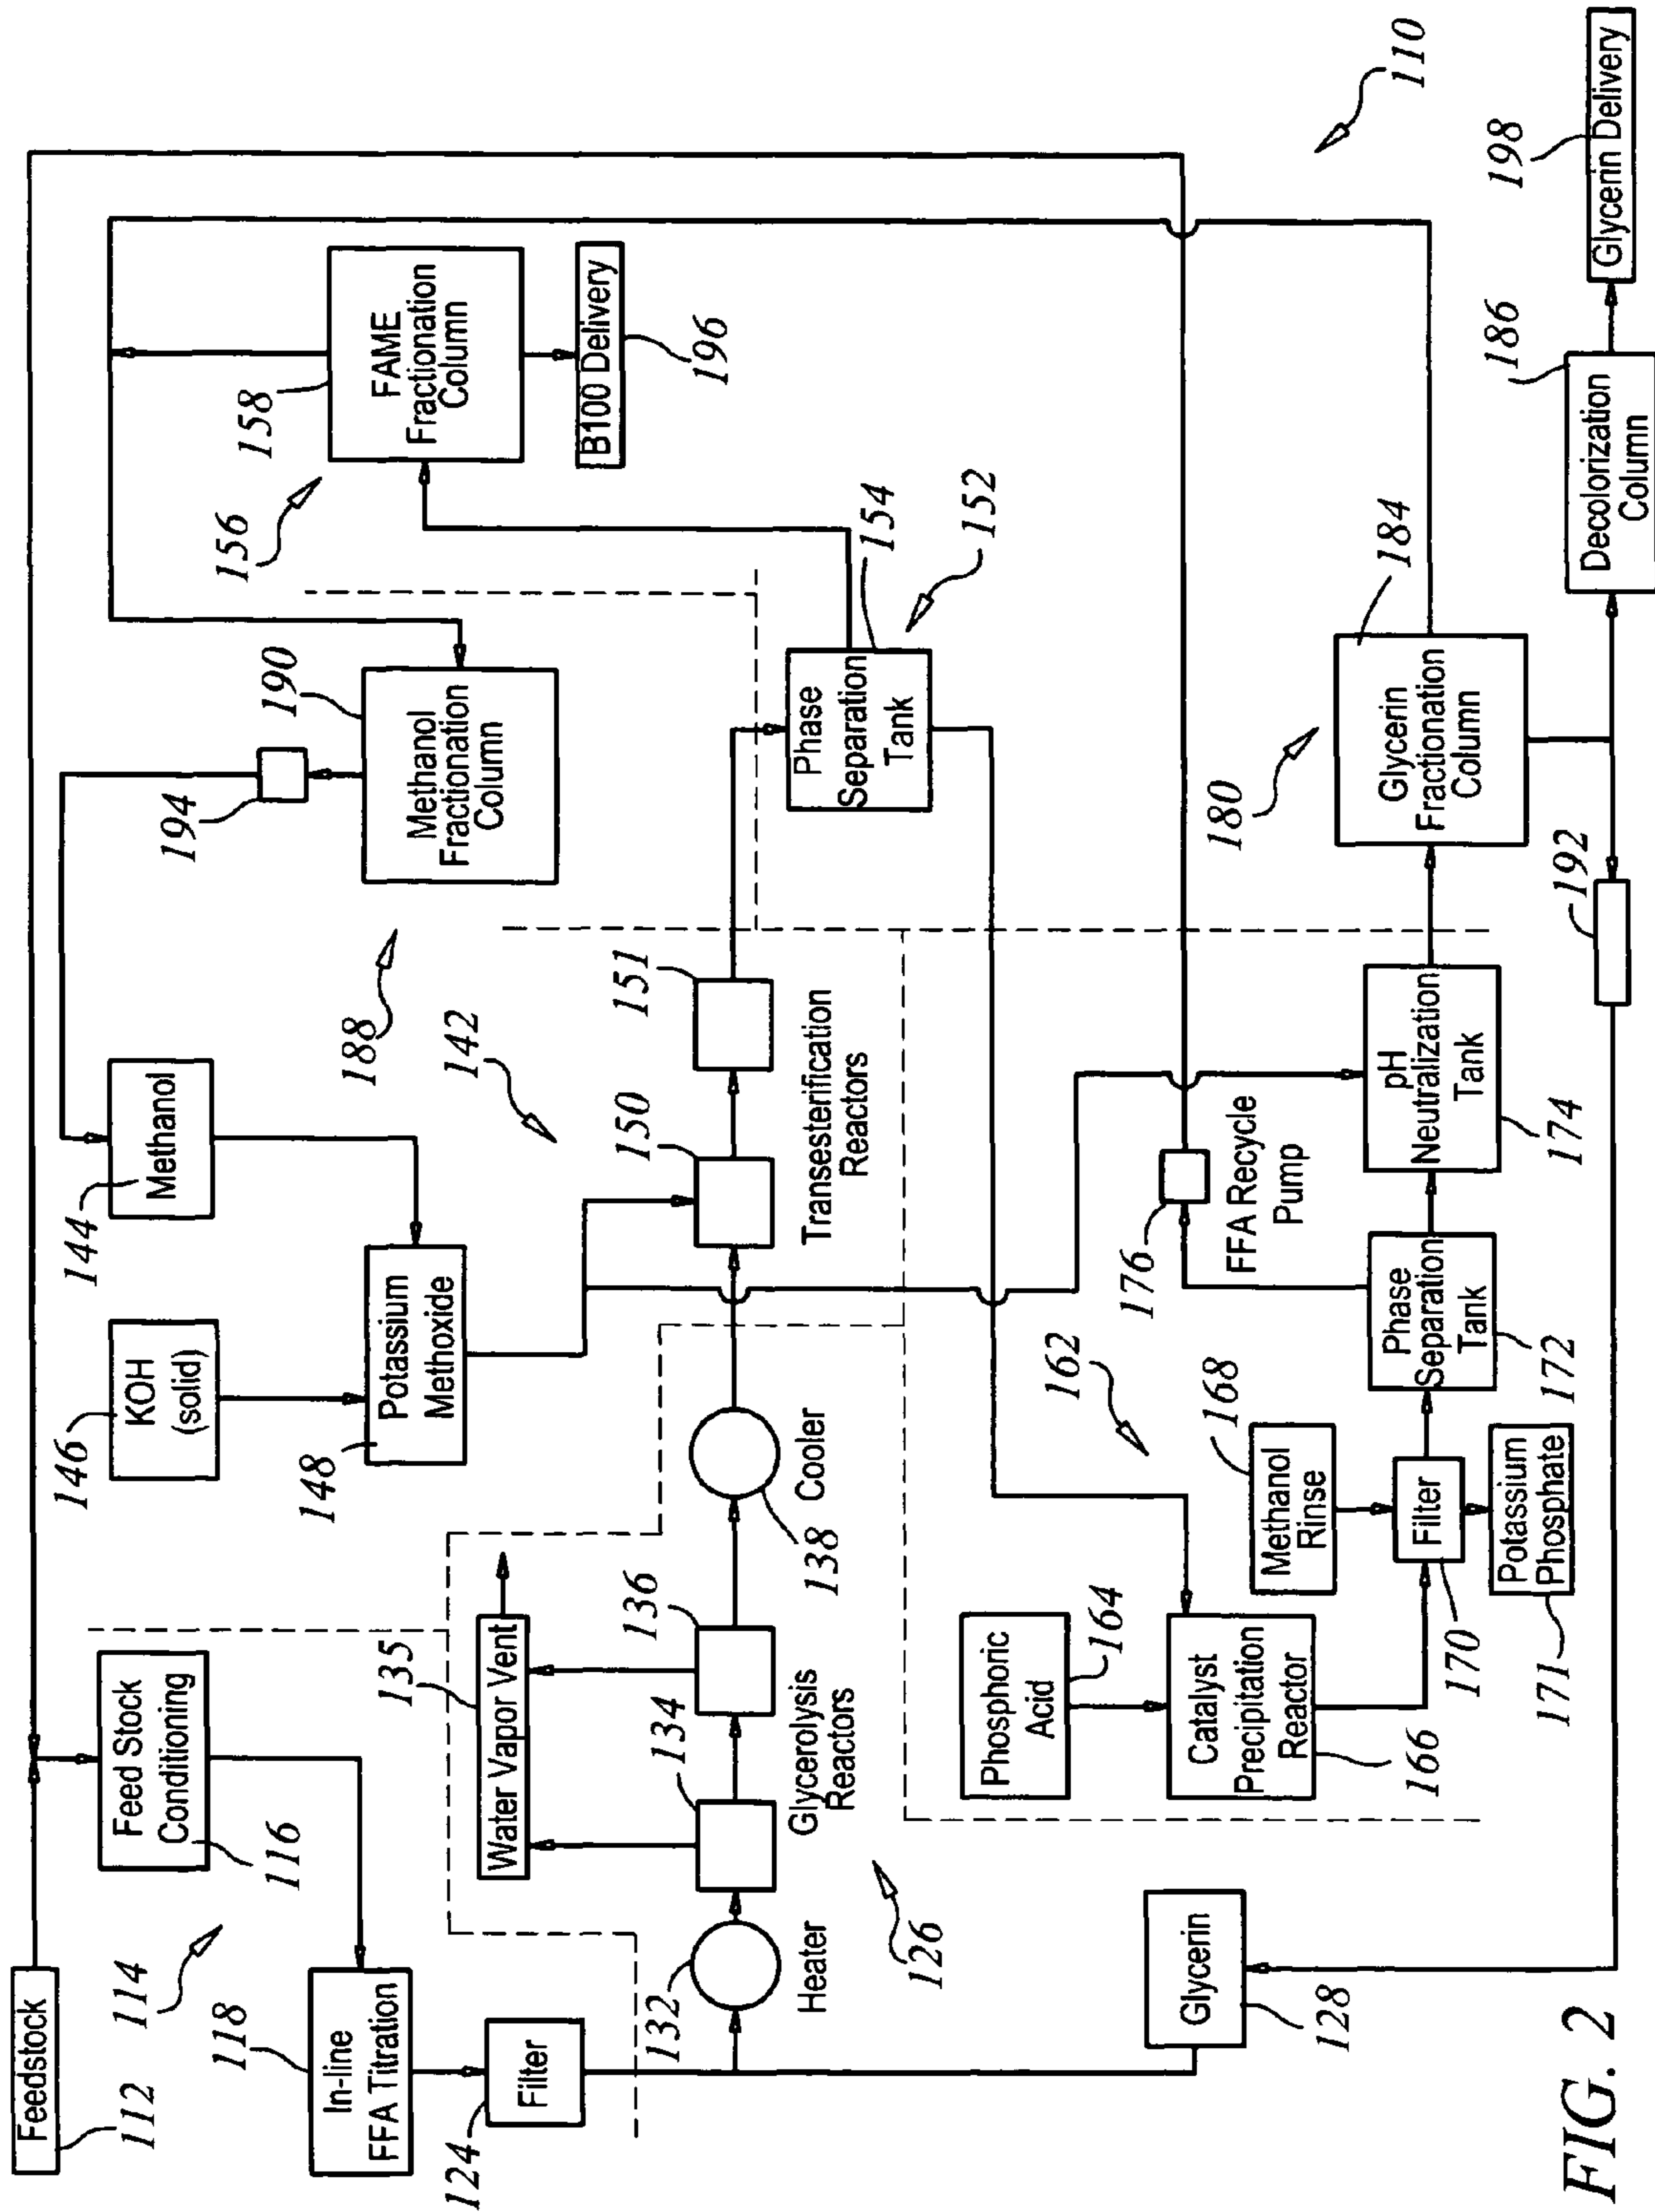 Feedstock
112
114
Feed Stock
Conditioning
116
118
In-line
FFA Titration
124
Filter
146
KOH
(solid)
144
Methanol
148
Potassium
Methoxide
194
190
Methanol
Fractionation
Column
188
156
158
FAME
Fractionation
Column
B100 Delivery
196
135
Water Vapor Vent
132
Heater
134
136
Glycerolysis
Reactors
138
Cooler
126
142
150
151
Transesterification
Reactors
Phase
Separation
Tank
154
152
Glycerin
128
Phosphoric
Acid
164
Catalyst
Precipitation
Reactor
166
162
168
Methanol
Rinse
Filter
170
Potassium
Phosphate
171
Phase
Separation
Tank
172
176
FFA Recycle
Pump
pH
Neutralization
Tank
174
180
184
Glycerin
Fractionation
Column
192
186
Decolorization
Column
198
Glycerin Delivery
110
FIG. 2